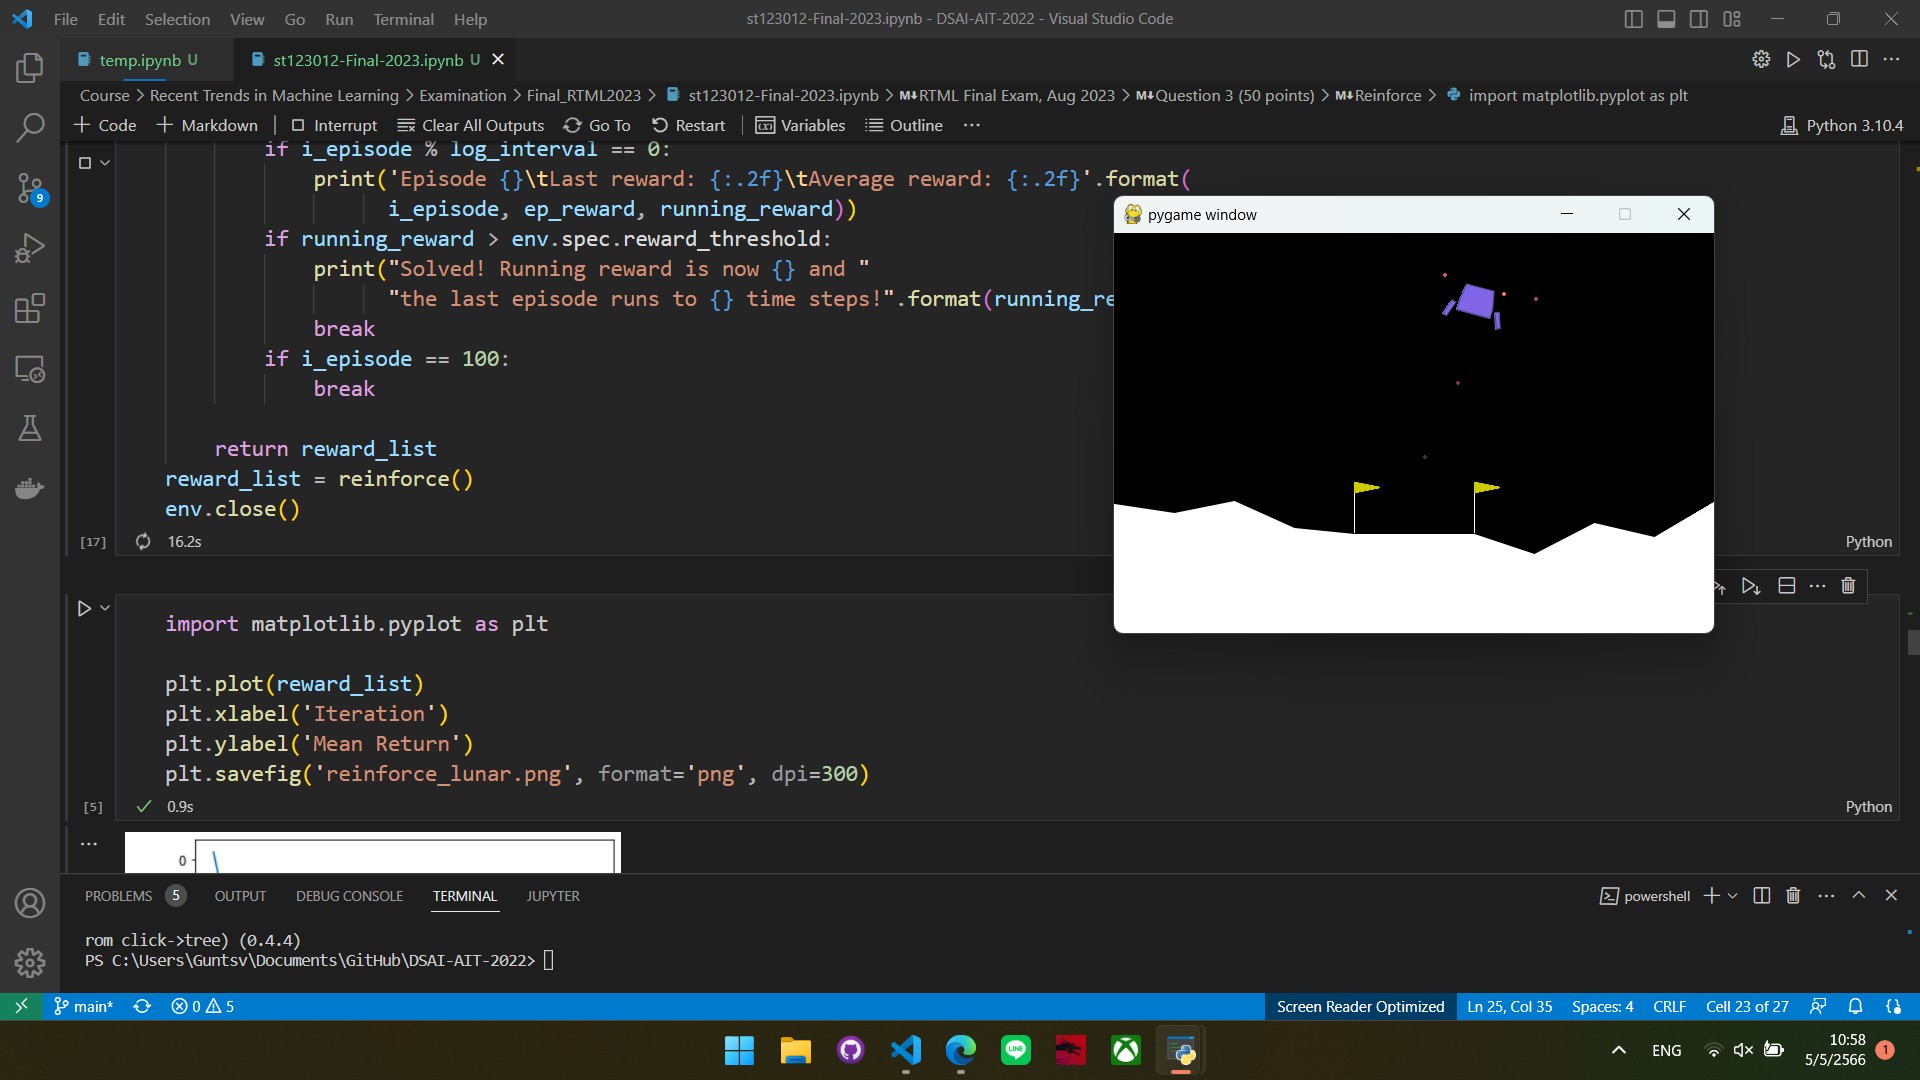 File Edit Selection View Go Run Terminal Help
st123012-Final-2023.ipynb - DSAI-AIT-2022 - Visual Studio Code
temp.ipynb U
st123012-Final-2023.ipynb U
Course > Recent Trends in Machine Learning > Examination > Final_RTML2023 > st123012-Final-2023.ipynb > M↓RTML Final Exam, Aug 2023 > M↓Question 3 (50 points) > M↓Reinforce > import matplotlib.pyplot as plt
+ Code + Markdown Interrupt Clear All Outputs Go To Restart Variables Outline ...
Python 3.10.4
if i_episode % log_interval == 0:
print('Episode {}\tLast reward: {:.2f}\tAverage reward: {:.2f}'.format(
i_episode, ep_reward, running_reward))
if running_reward > env.spec.reward_threshold:
print("Solved! Running reward is now {} and "
"the last episode runs to {} time steps!".format(running_re
break
if i_episode == 100:
break
return reward_list
reward_list = reinforce()
env.close()
[17] 16.2s
Python
pygame window
import matplotlib.pyplot as plt
plt.plot(reward_list)
plt.xlabel('Iteration')
plt.ylabel('Mean Return')
plt.savefig('reinforce_lunar.png', format='png', dpi=300)
[5] 0.9s
Python
0
PROBLEMS 5 OUTPUT DEBUG CONSOLE TERMINAL JUPYTER
powershell
rom click->tree) (0.4.4)
PS C:\Users\Guntsv\Documents\GitHub\DSAI-AIT-2022>
9
main* 0 5
Screen Reader Optimized Ln 25, Col 35 Spaces: 4 CRLF Cell 23 of 27
LINE
ENG
10:58
5/5/2566
1